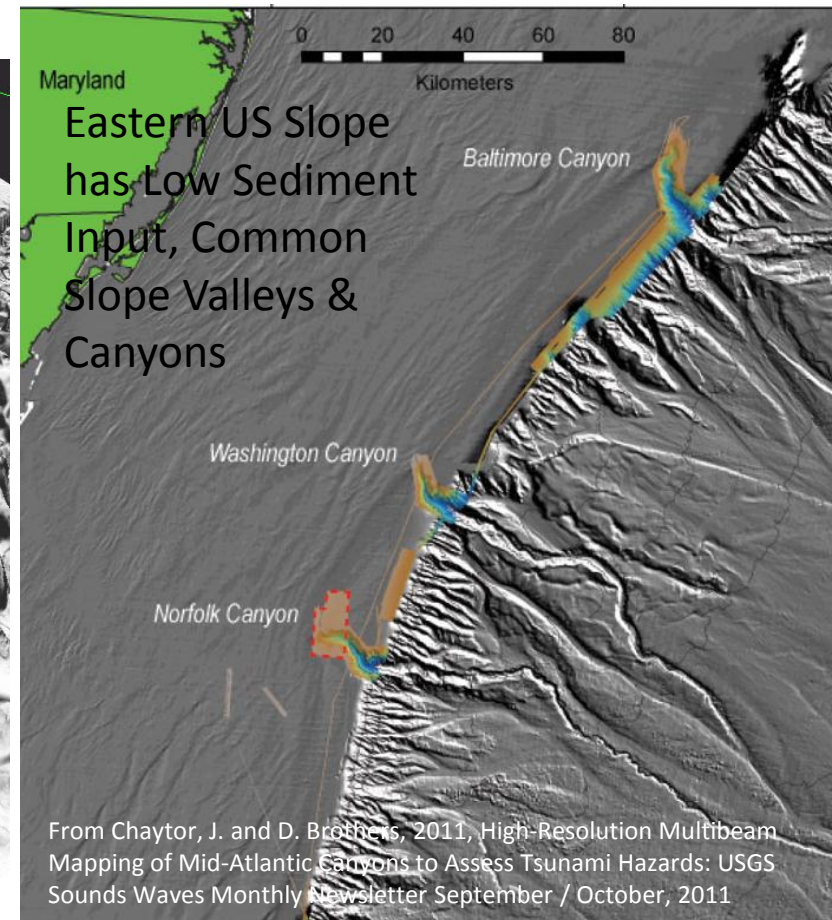 0 20 40 60 80
Kilometers
Maryland
Eastern US Slope
has Low Sediment
Input, Common
Slope Valleys &
Canyons
Baltimore Canyon
Washington Canyon
Norfolk Canyon
From Chaytor, J. and D. Brothers, 2011, High-Resolution Multibeam
Mapping of Mid-Atlantic Canyons to Assess Tsunami Hazards: USGS
Sounds Waves Monthly Newsletter September / October, 2011